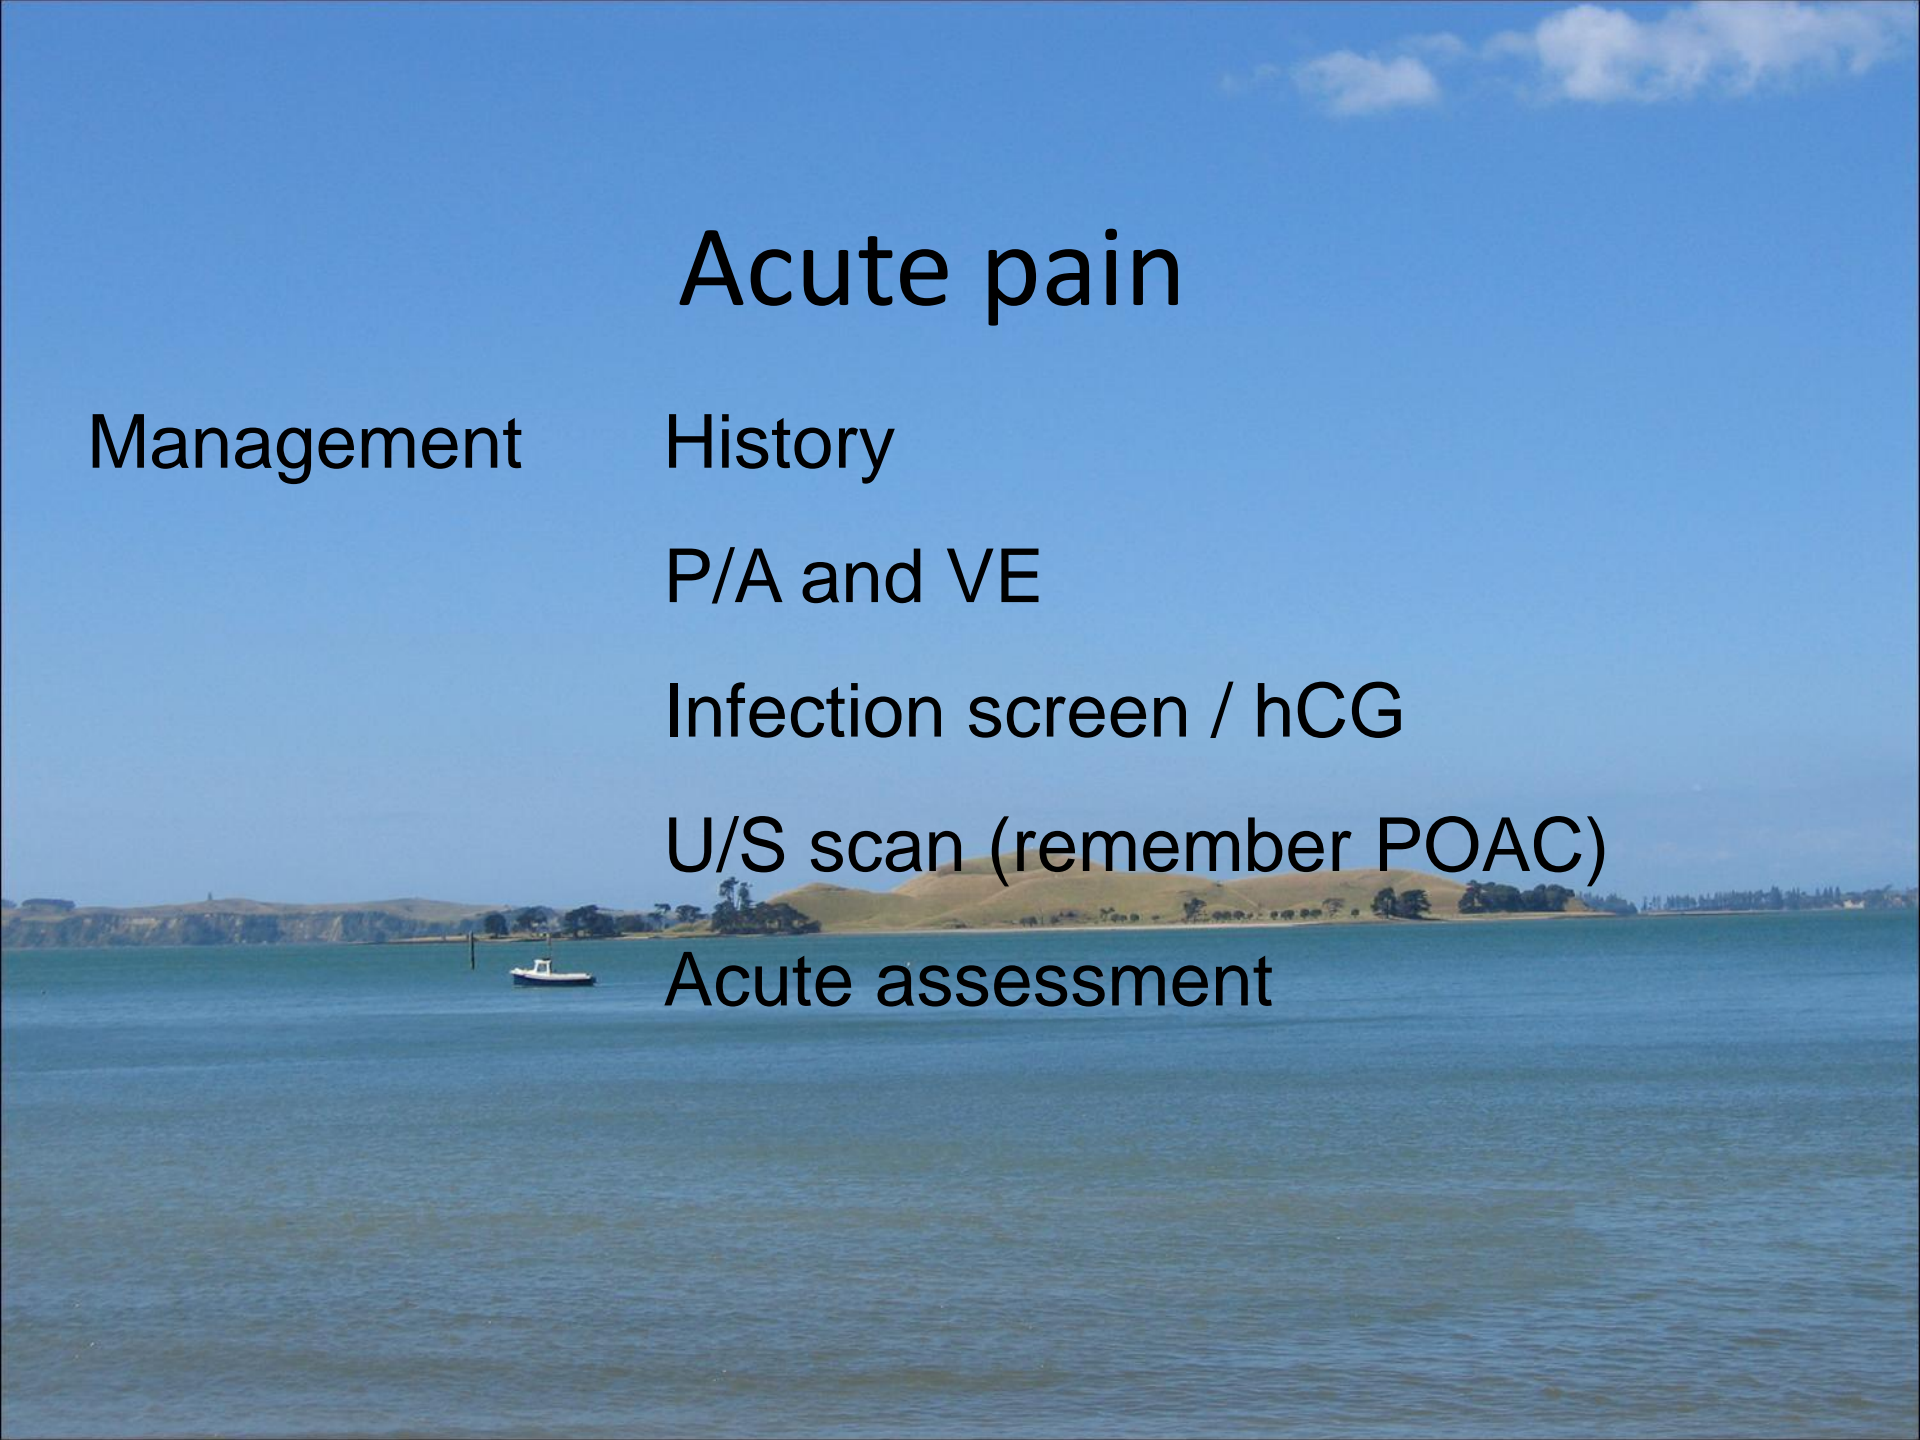 Acute pain
Management History
P/A and VE
Infection screen / hCG
U/S scan (remember POAC)
Acute assessment